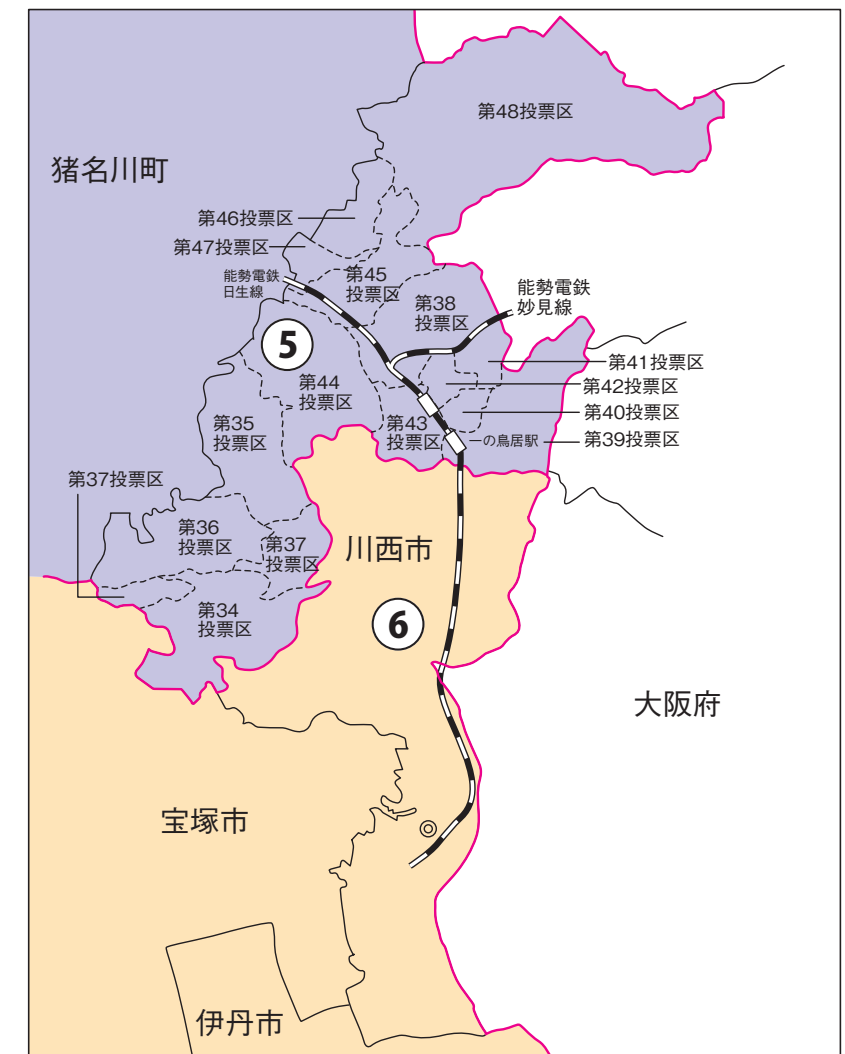 第48投票区
猪名川町
第46投票区
第47投票区
能勢電鉄
日生線
第45
投票区
能勢電鉄
妙見線
第38
投票区
5
第41投票区
第42投票区
第44
投票区
第40投票区
第35
投票区
第43
投票区
一の鳥居駅
第39投票区
第37投票区
第36
投票区
第37
投票区
川西市
第34
投票区
6
大阪府
宝塚市
伊丹市